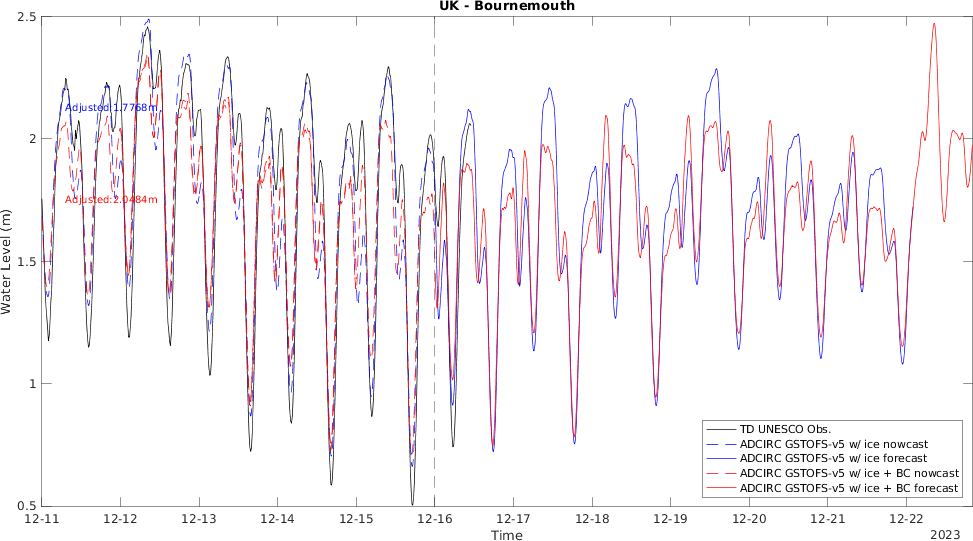 UK - Bournemouth
2.5
2
1.5
1
0.5
Water Level (m)
Adjusted:1.7768m
Adjusted:2.0484m
TD UNESCO Obs.
ADCIRC GSTOFS-v5 w/ ice nowcast
ADCIRC GSTOFS-v5 w/ ice forecast
ADCIRC GSTOFS-v5 w/ ice + BC nowcast
ADCIRC GSTOFS-v5 w/ ice + BC forecast
12-11 12-12 12-13 12-14 12-15 12-16 12-17 12-18 12-19 12-20 12-21 12-22
Time
2023